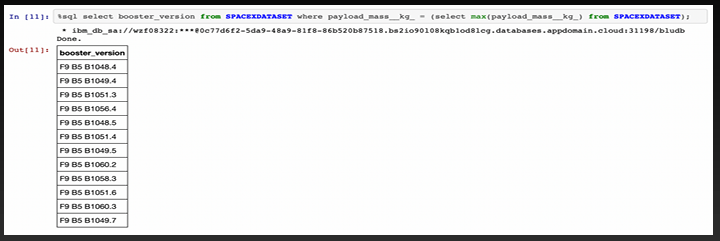 In [11]: %sql select booster_version from SPACEXDATASET where payload_mass__kg_ = (select max(payload_mass__kg_) from SPACEXDATASET);
* ibm_db_sa://wzf08322:***@0c77d6f2-5da9-48a9-81f8-86b520b87518.bs2io90l08kqb1od8lcg.databases.appdomain.cloud:31198/bludb
Done.
Out[11]:
booster_version
F9 B5 B1048.4
F9 B5 B1049.4
F9 B5 B1051.3
F9 B5 B1056.4
F9 B5 B1048.5
F9 B5 B1051.4
F9 B5 B1049.5
F9 B5 B1060.2
F9 B5 B1058.3
F9 B5 B1051.6
F9 B5 B1060.3
F9 B5 B1049.7